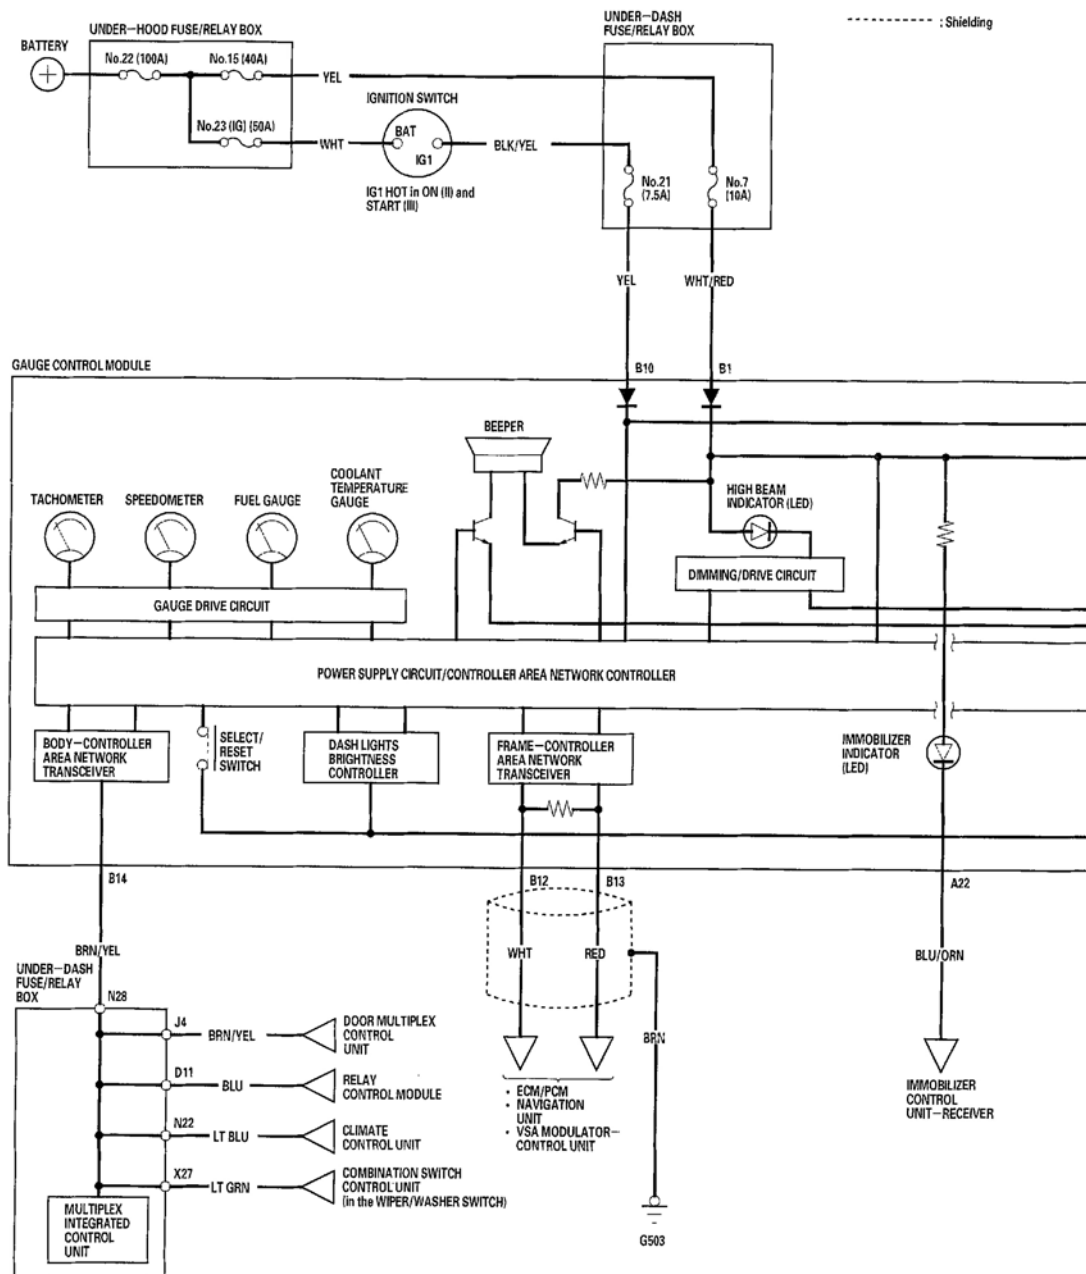 UNDER-HOOD FUSE/RELAY BOX
UNDER-DASH
FUSE/RELAY BOX
: Shielding
BATTERY
No.22 (100A)
No.15 (40A)
YEL
IGNITION SWITCH
No.23 (IG) (50A)
WHT
BAT
IG1
BLK/YEL
IG1 HOT in ON (II) and
START (III)
No.21
(7.5A)
No.7
(10A)
YEL
WHT/RED
GAUGE CONTROL MODULE
B10
B1
BEEPER
TACHOMETER
SPEEDOMETER
FUEL GAUGE
COOLANT
TEMPERATURE
GAUGE
HIGH BEAM
INDICATOR (LED)
DIMMING/DRIVE CIRCUIT
GAUGE DRIVE CIRCUIT
POWER SUPPLY CIRCUIT/CONTROLLER AREA NETWORK CONTROLLER
BODY-CONTROLLER
AREA NETWORK
TRANSCEIVER
SELECT/
RESET
SWITCH
DASH LIGHTS
BRIGHTNESS
CONTROLLER
FRAME-CONTROLLER
AREA NETWORK
TRANSCEIVER
IMMOBILIZER
INDICATOR
(LED)
B14
B12
B13
A22
BRN/YEL
WHT
RED
BLU/ORN
UNDER-DASH
FUSE/RELAY
BOX
N28
J4
BRN/YEL
DOOR MULTIPLEX
CONTROL
UNIT
BRN
D11
BLU
RELAY
CONTROL MODULE
• ECM/PCM
• NAVIGATION
UNIT
• VSA MODULATOR-
CONTROL UNIT
IMMOBILIZER
CONTROL
UNIT-RECEIVER
N22
LT BLU
CLIMATE
CONTROL UNIT
X27
LT GRN
COMBINATION SWITCH
CONTROL UNIT
(in the WIPER/WASHER SWITCH)
MULTIPLEX
INTEGRATED
CONTROL
UNIT
G503